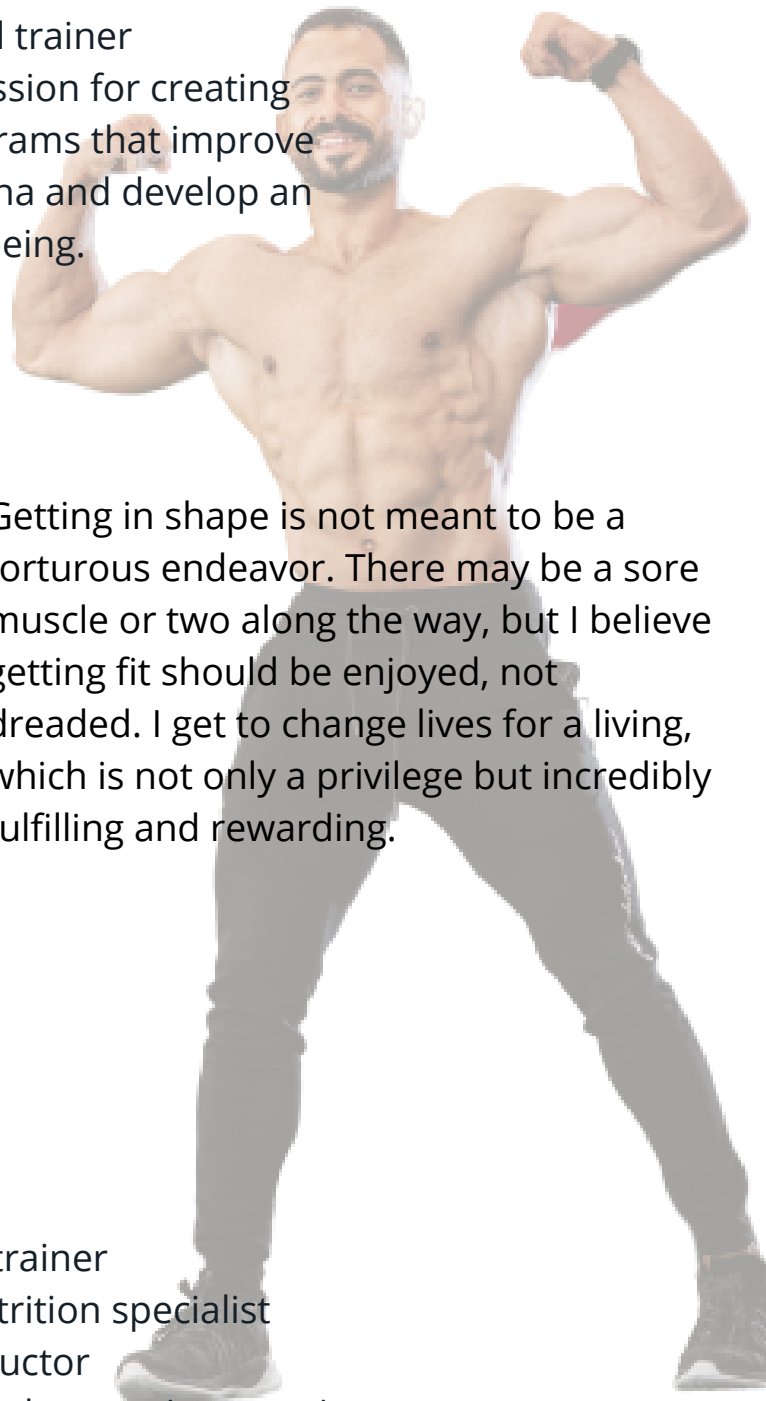 trainer
ssion for creating
rams that improve
na and develop an
eing.
Getting in shape is not meant to be a
orturous endeavor. There may be a sore
muscle or two along the way, but I believe
getting fit should be enjoyed, not
dreaded. I get to change lives for a living,
which is not only a privilege but incredibly
ulfilling and rewarding.
trainer
trition specialist
uctor